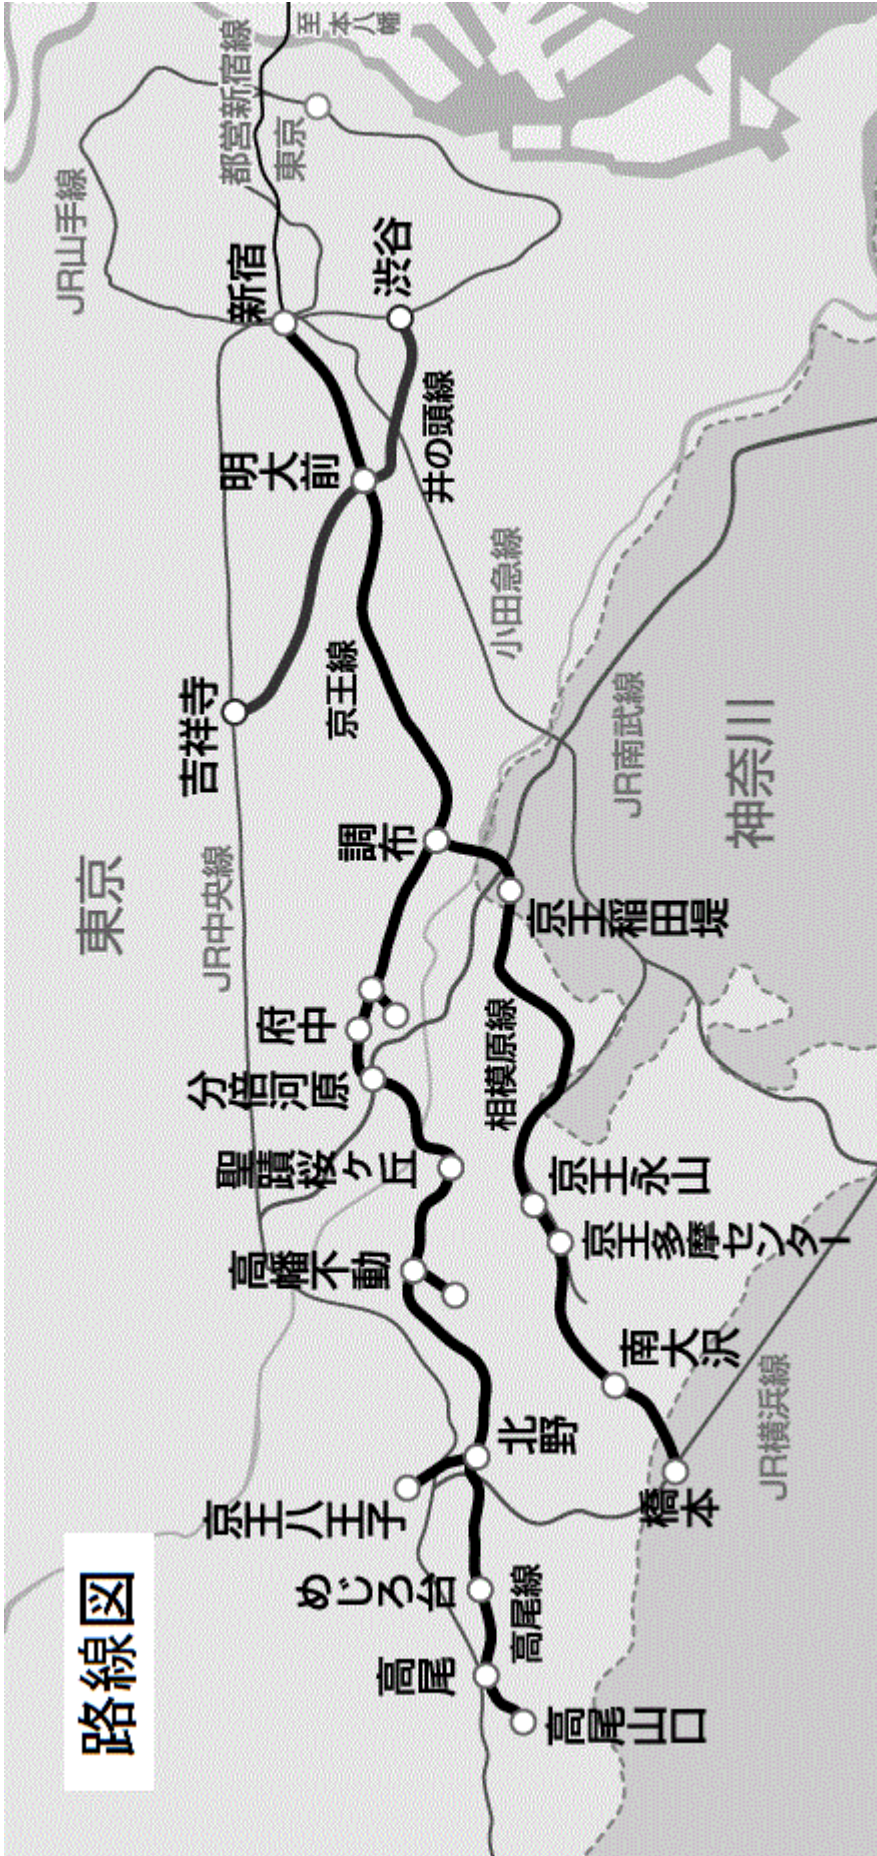 路線図
東京
神奈川
JR山手線
都営新宿線
至本八幡
東京
新宿
渋谷
明大前
井の頭線
吉祥寺
京王線
小田急線
JR中央線
調布
JR南武線
京王稲田堤
府中
分倍河原
相模原線
聖蹟桜ヶ丘
京王永山
京王多摩センター
高幡不動
南大沢
北野
京王八王子
橋本
JR横浜線
めじろ台
高尾線
高尾
高尾山口